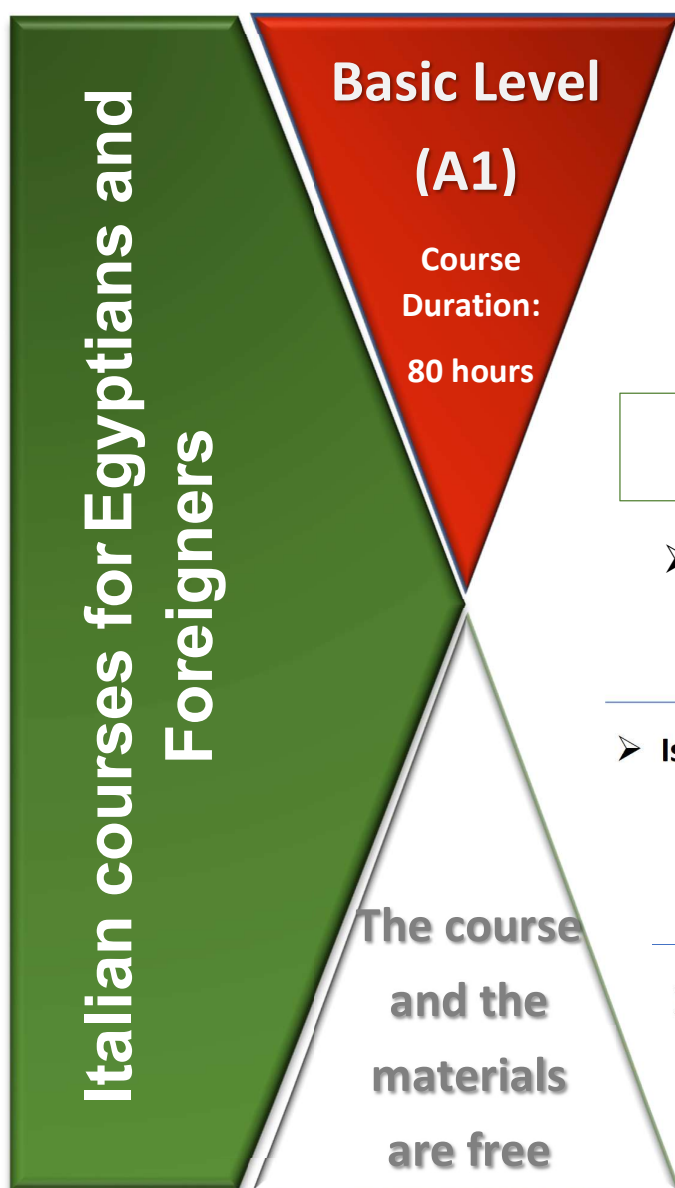 Italian courses for Egyptians and
Foreigners
Basic Level
(A1)
Course
Duration:
80 hours
The course
and the
materials
are free